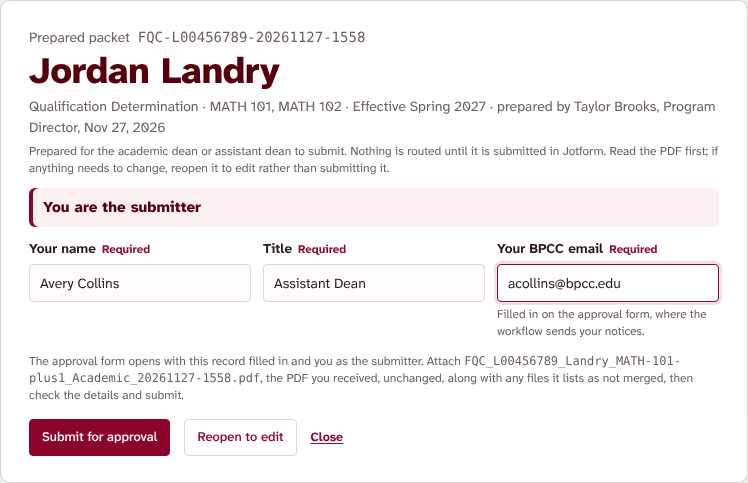 Prepared packet FQC-L00456789-20261127-1558
Jordan Landry
Qualification Determination · MATH 101, MATH 102 · Effective Spring 2027 · prepared by Taylor Brooks, Program
Director, Nov 27, 2026
Prepared for the academic dean or assistant dean to submit. Nothing is routed until it is submitted in Jotform. Read the PDF first; if
anything needs to change, reopen it to edit rather than submitting it.
You are the submitter
Your name Required
Title Required
Your BPCC email Required
Avery Collins
Assistant Dean
acollins@bpcc.edu
Filled in on the approval form, where the
workflow sends your notices.
The approval form opens with this record filled in and you as the submitter. Attach FQC_L00456789_Landry_MATH-101-
plus1_Academic_20261127-1558.pdf, the PDF you received, unchanged, along with any files it lists as not merged, then
check the details and submit.
Submit for approval
Reopen to edit
Close